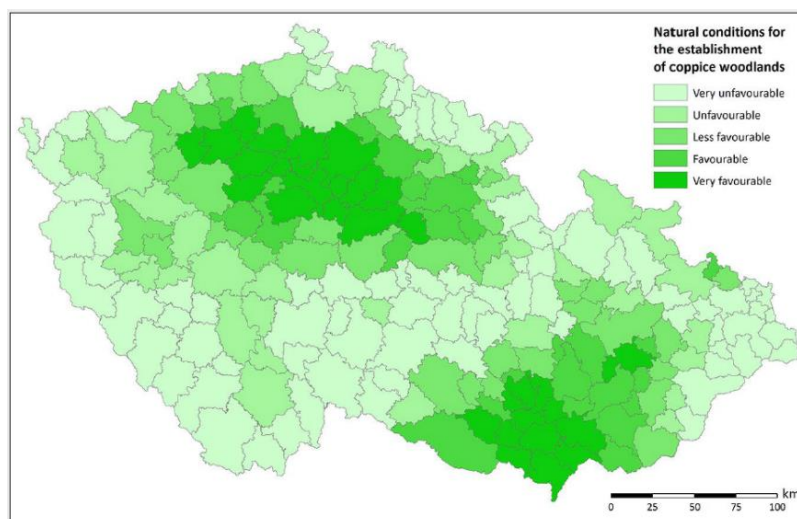 Natural conditions for
the establishment
of coppice woodlands
Very unfavourable
Unfavourable
Less favourable
Favourable
Very favourable
km
0 25 50 75 100